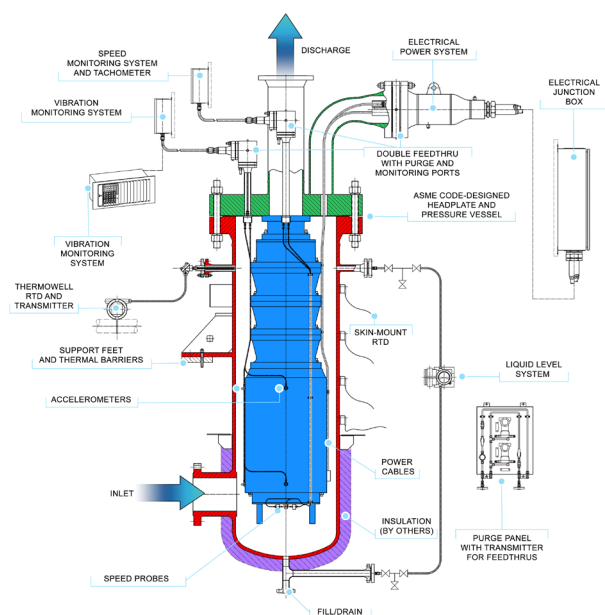 DISCHARGE
SPEED
MONITORING SYSTEM
AND TACHOMETER
ELECTRICAL
POWER SYSTEM
ELECTRICAL
JUNCTION
BOX
VIBRATION
MONITORING SYSTEM
DOUBLE FEEDTHRU
WITH PURGE AND
MONITORING PORTS
ASME CODE-DESIGNED
HEADPLATE AND
PRESSURE VESSEL
VIBRATION
MONITORING
SYSTEM
THERMOWELL
RTD AND
TRANSMITTER
SKIN-MOUNT
RTD
SUPPORT FEET
AND THERMAL BARRIERS
LIQUID LEVEL
SYSTEM
ACCELEROMETERS
POWER
CABLES
INLET
INSULATION
(BY OTHERS)
PURGE PANEL
WITH TRANSMITTER
FOR FEEDTHRUS
SPEED PROBES
FILL/DRAIN